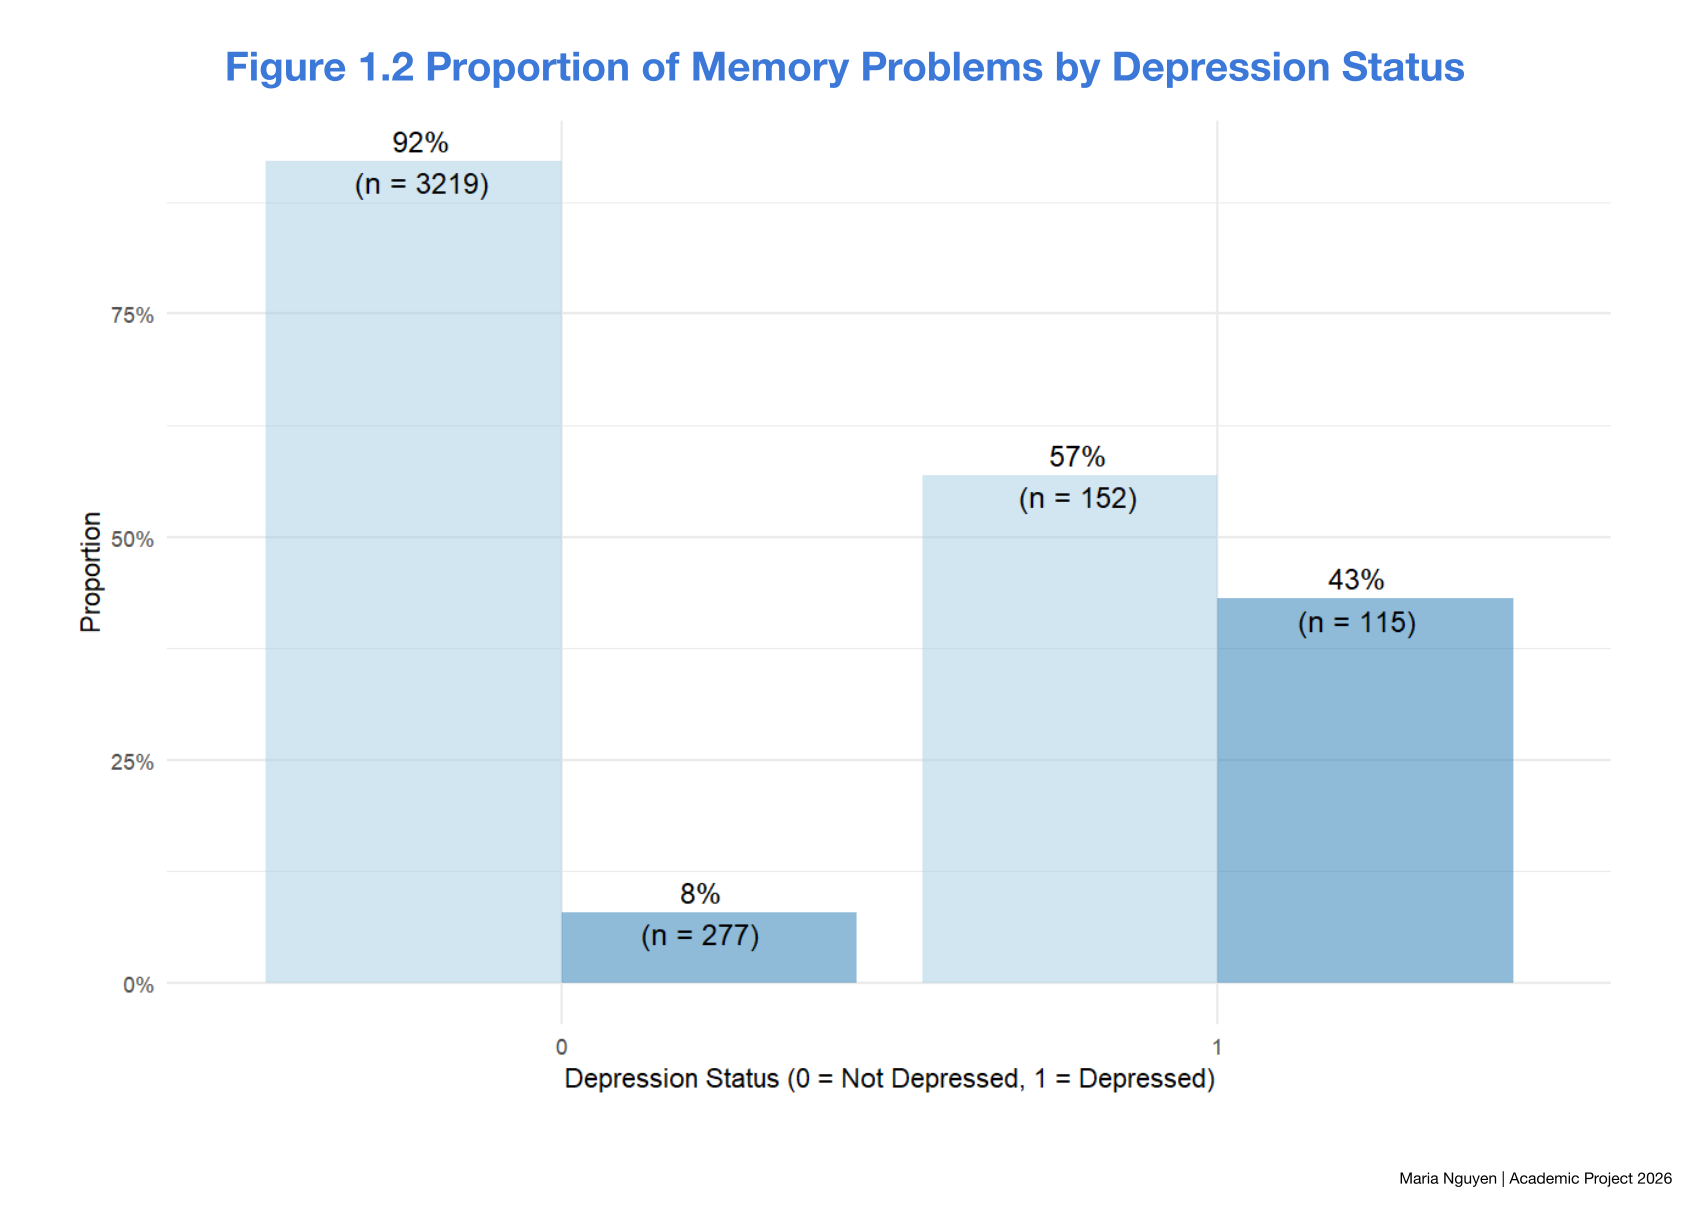 Figure 1.2 Proportion of Memory Problems by Depression Status
92%
(n = 3219)
75%
57%
(n = 152)
Proportion
50%
43%
(n = 115)
25%
8%
(n = 277)
0%
0
1
Depression Status (0 = Not Depressed, 1 = Depressed)
Maria Nguyen | Academic Project 2026